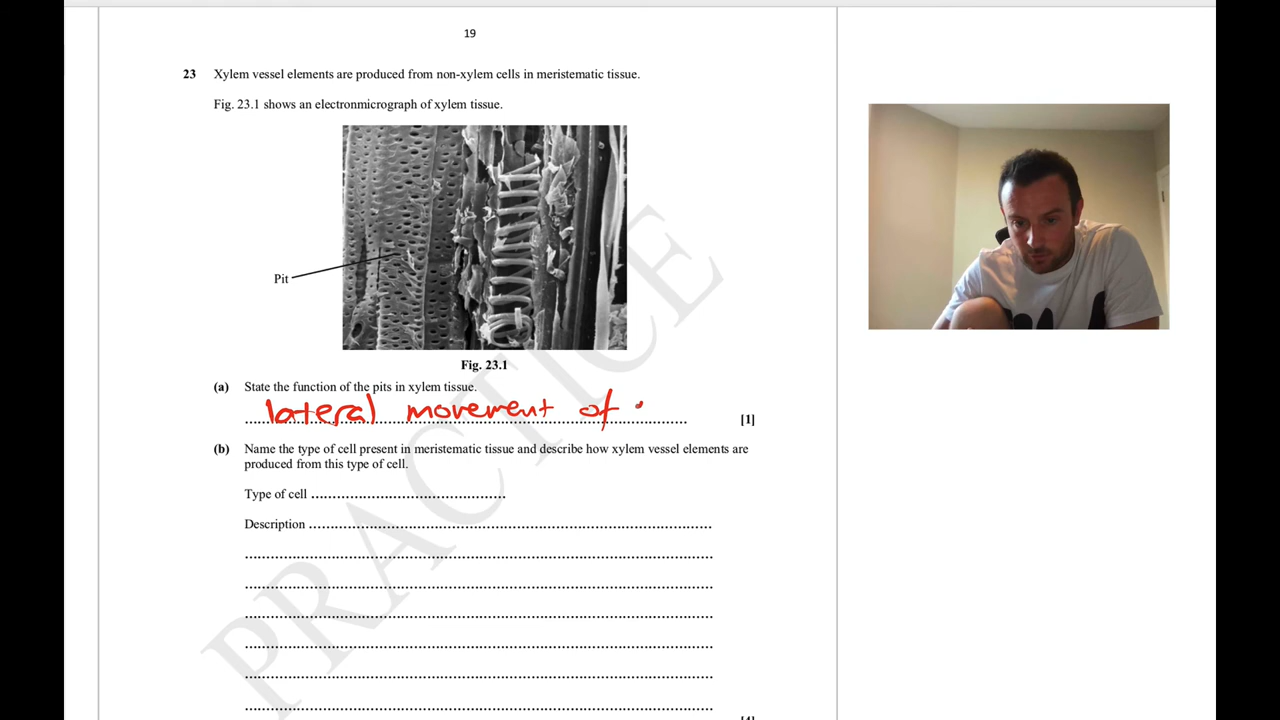 19
23 Xylem vessel elements are produced from non-xylem cells in meristematic tissue.
Fig. 23.1 shows an electronmicrograph of xylem tissue.
Pit
Fig. 23.1
(a) State the function of the pits in xylem tissue.
lateral movement of
[1]
(b) Name the type of cell present in meristematic tissue and describe how xylem vessel elements are
produced from this type of cell.
Type of cell
Description
PRACTICE